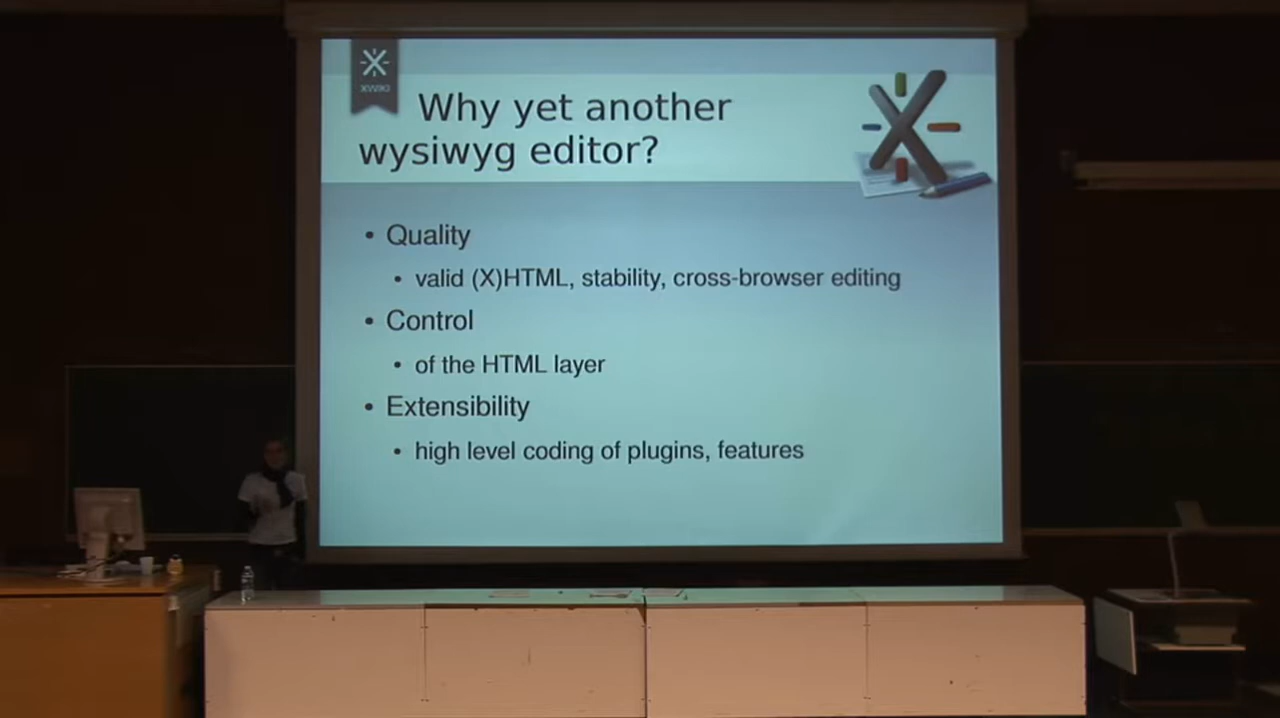 XWIKI
Why yet another
wysiwyg editor?
• Quality
• valid (X)HTML, stability, cross-browser editing
• Control
• of the HTML layer
• Extensibility
• high level coding of plugins, features